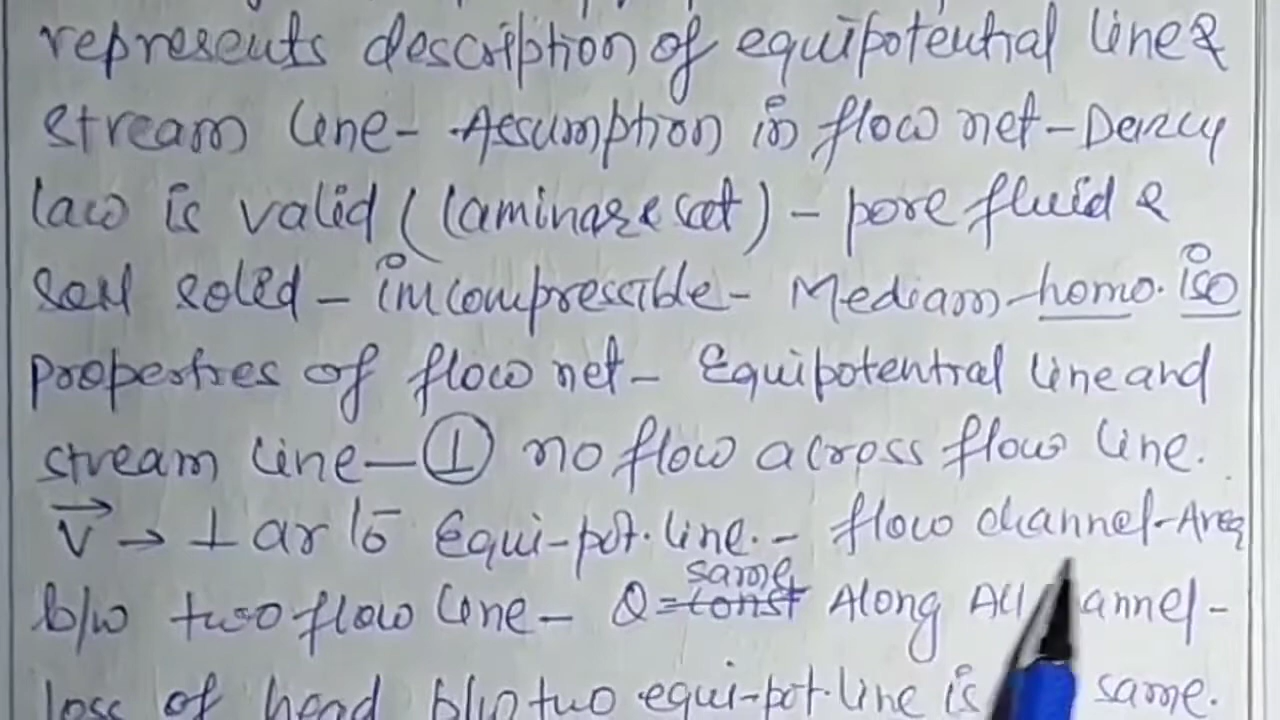 represents description of equipotential line &
stream line - Assumption in flow net - Darcy
law is valid (laminar & sat) - pore fluid &
soil solid - incompressible - Mediam - homo. iso
properties of flow net - Equipotential line and
stream line - ⊥ no flow across flow line.
V → ⊥ ar to Equi-pot. line. - flow channel - Area
same
b/w two flow line - Q = const Along All channel -
loss of head b/w two equi-pot. line is same.